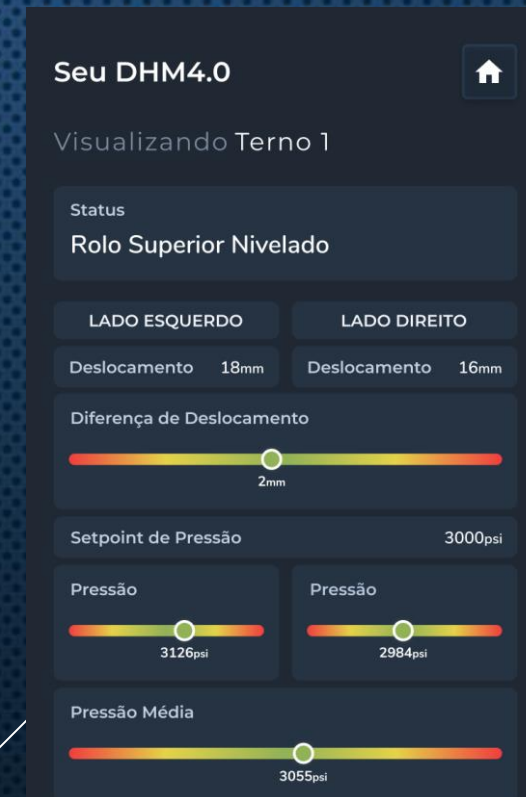 Seu DHM4.0
Visualizando Terno 1
Status
Rolo Superior Nivelado
LADO ESQUERDO
LADO DIREITO
Deslocamento 18mm
Deslocamento 16mm
Diferença de Deslocamento
2mm
Setpoint de Pressão 3000psi
Pressão
3126psi
Pressão
2984psi
Pressão Média
3055psi